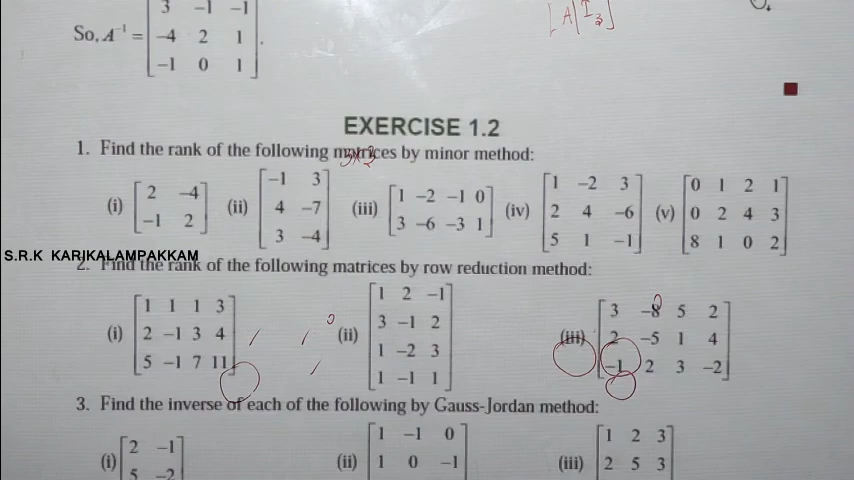 3 -1 -1
So, A⁻¹ = -4 2 1 .
-1 0 1
[A|I₃]
EXERCISE 1.2
1. Find the rank of the following matrices by minor method:
(i) [2 -4; -1 2] (ii) [-1 3; 4 -7; 3 -4] (iii) [1 -2 -1 0; 3 -6 -3 1] (iv) [1 -2 3; 2 4 -6; 5 1 -1] (v) [0 1 2 1; 0 2 4 3; 8 1 0 2]
S.R.K KARIKALAMPAKKAM
2. Find the rank of the following matrices by row reduction method:
(i) [1 1 1 3; 2 -1 3 4; 5 -1 7 11] (ii) [1 2 -1; 3 -1 2; 1 -2 3; 1 -1 1] (iii) [3 -8 5 2; 2 -5 1 4; -1 2 3 -2]
3. Find the inverse of each of the following by Gauss-Jordan method:
(i) [2 -1; 5 -2] (ii) [1 -1 0; 1 0 -1] (iii) [1 2 3; 2 5 3]